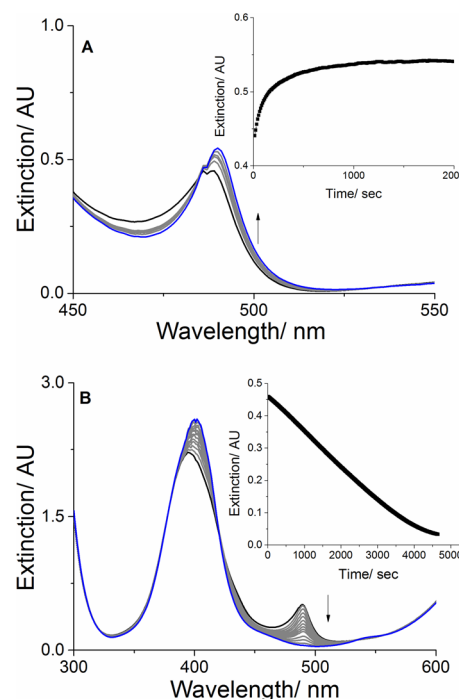 A
1.0
0.5
0.0
Extinction/ AU
450
500
550
Wavelength/ nm
0.6
0.5
0.4
Extinction/ AU
0
1000
200
Time/ sec
B
3.0
1.5
0.0
Extinction/ AU
300
400
500
600
Wavelength/ nm
0.5
0.4
0.3
0.2
0.1
0.0
Extinction/ AU
0 1000 2000 3000 4000 5000
Time/ sec